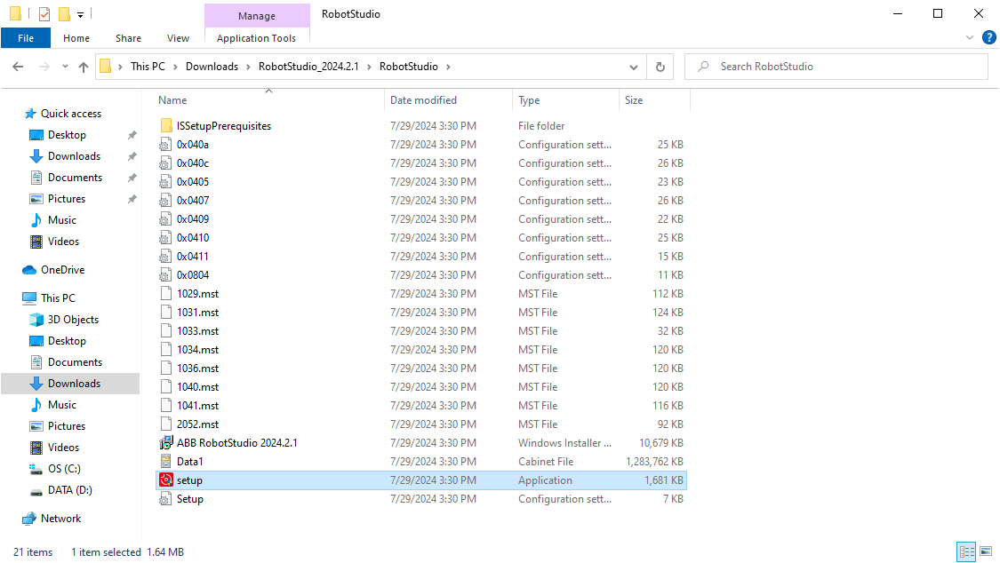 Manage
RobotStudio
File
Home
Share
View
Application Tools
This PC
Downloads
RobotStudio_2024.2.1
RobotStudio
Search RobotStudio
Name
Date modified
Type
Size
Quick access
Desktop
Downloads
Documents
Pictures
Music
Videos
OneDrive
This PC
3D Objects
Desktop
Documents
Downloads
Music
Pictures
Videos
OS (C:)
DATA (D:)
Network
ISSetupPrerequisites 7/29/2024 3:30 PM File folder
0x040a 7/29/2024 3:30 PM Configuration sett... 25 KB
0x040c 7/29/2024 3:30 PM Configuration sett... 26 KB
0x0405 7/29/2024 3:30 PM Configuration sett... 23 KB
0x0407 7/29/2024 3:30 PM Configuration sett... 26 KB
0x0409 7/29/2024 3:30 PM Configuration sett... 22 KB
0x0410 7/29/2024 3:30 PM Configuration sett... 25 KB
0x0411 7/29/2024 3:30 PM Configuration sett... 15 KB
0x0804 7/29/2024 3:30 PM Configuration sett... 11 KB
1029.mst 7/29/2024 3:30 PM MST File 112 KB
1031.mst 7/29/2024 3:30 PM MST File 124 KB
1033.mst 7/29/2024 3:30 PM MST File 32 KB
1034.mst 7/29/2024 3:30 PM MST File 120 KB
1036.mst 7/29/2024 3:30 PM MST File 120 KB
1040.mst 7/29/2024 3:30 PM MST File 120 KB
1041.mst 7/29/2024 3:30 PM MST File 116 KB
2052.mst 7/29/2024 3:30 PM MST File 92 KB
ABB RobotStudio 2024.2.1 7/29/2024 3:30 PM Windows Installer ... 10,679 KB
Data1 7/29/2024 3:30 PM Cabinet File 1,283,762 KB
setup 7/29/2024 3:30 PM Application 1,681 KB
Setup 7/29/2024 3:30 PM Configuration sett... 7 KB
21 items
1 item selected 1.64 MB